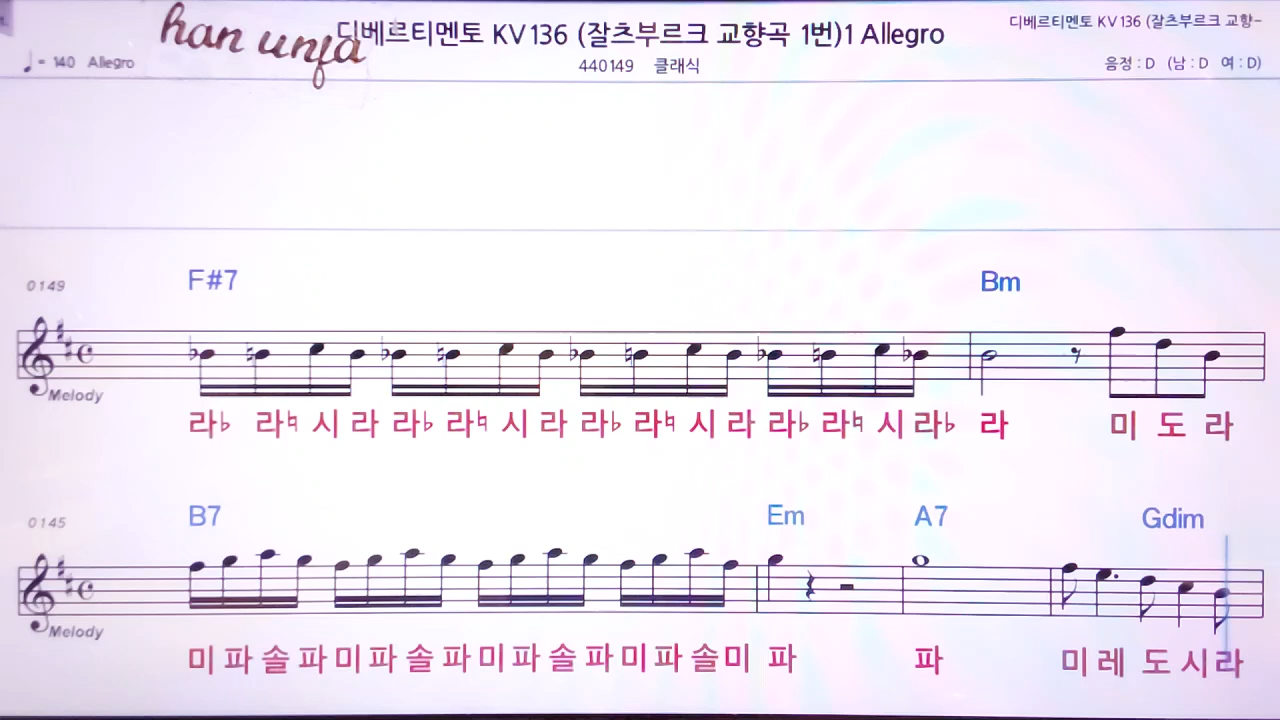 han unja
디베르티멘토 KV 136 (잘츠부르크 교향곡 1번)1 Allegro
디베르티멘토 KV 136 (잘츠부르크 교향-
♩ = 140 Allegro
440149 클래식
음정 : D (남 : D 여 : D)
0149
F#7 Bm
Melody
라♭ 라♮ 시 라 라♭ 라♮ 시 라 라♭ 라♮ 시 라 라♭ 라♮ 시 라♭ 라 미 도 라
0145
B7 Em A7 Gdim
Melody
미 파 솔 파 미 파 솔 파 미 파 솔 파 미 파 솔 미 파 파 미 레 도 시 라